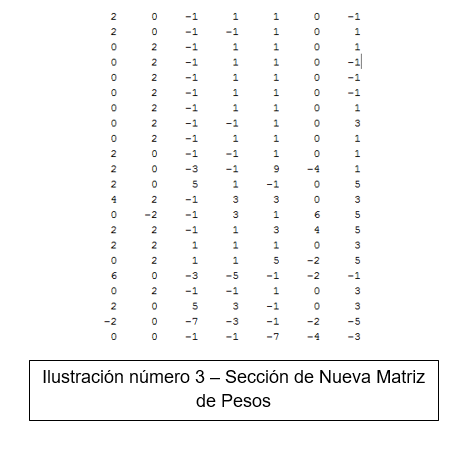 2 0 -1 1 1 0 -1
2 0 -1 -1 1 0 1
0 2 -1 1 1 0 1
0 2 -1 1 1 0 -1
0 2 -1 1 1 0 -1
0 2 -1 1 1 0 -1
0 2 -1 1 1 0 1
0 2 -1 -1 1 0 3
0 2 -1 1 1 0 1
2 0 -1 -1 1 0 1
2 0 -3 -1 9 -4 1
2 0 5 1 -1 0 5
4 2 -1 3 3 0 3
0 -2 -1 3 1 6 5
2 2 -1 1 3 4 5
2 2 1 1 1 0 3
0 2 1 1 5 -2 5
6 0 -3 -5 -1 -2 -1
0 2 -1 -1 1 0 3
2 0 5 3 -1 0 3
-2 0 -7 -3 -1 -2 -5
0 0 -1 -1 -7 -4 -3
Ilustración número 3 – Sección de Nueva Matriz
de Pesos